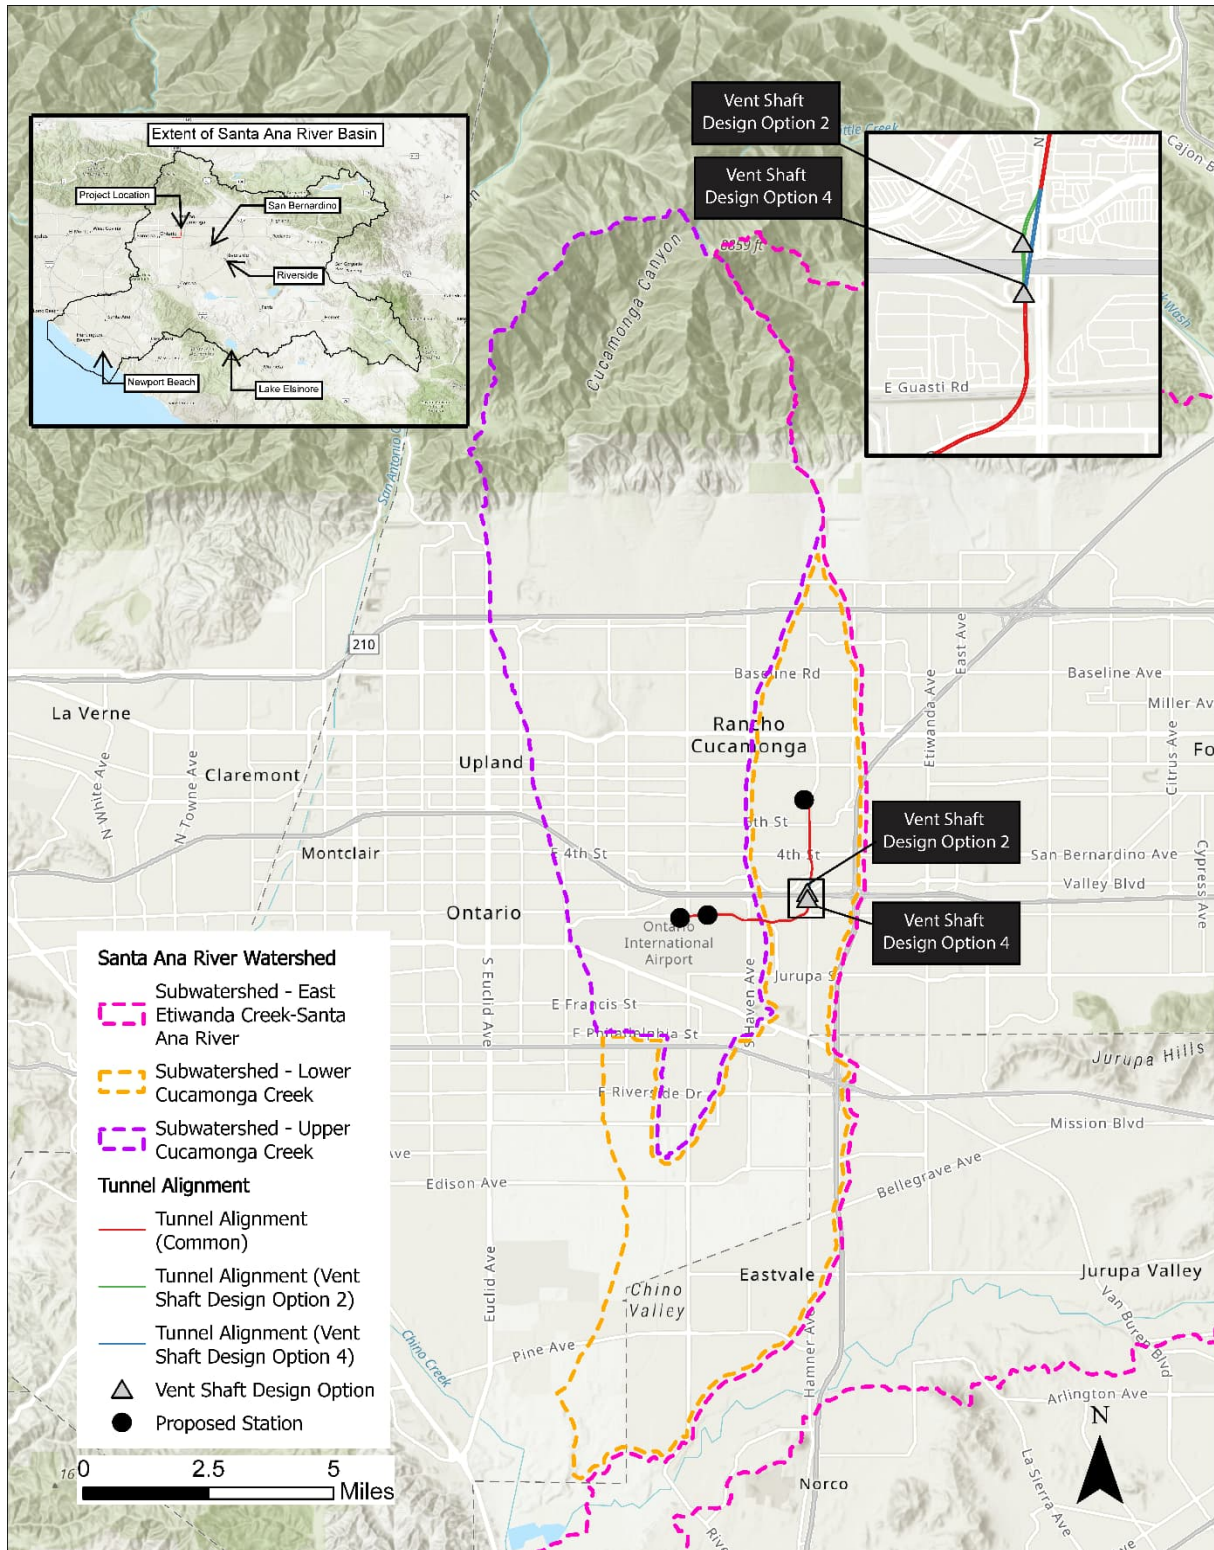 Extent of Santa Ana River Basin
Project Location
San Bernardino
Riverside
Newport Beach
Lake Elsinore
Vent Shaft
Design Option 2
Vent Shaft
Design Option 4
N
E Guasti Rd
Cajon
Wash
Cucamonga Canyon
8859 ft
San Antonio
210
Baseline Rd
East Ave
Baseline Ave
Miller Av
La Verne
Rancho
Cucamonga
Etiwanda Ave
Citrus Ave
Fo
Upland
Claremont
N White Ave
N Towne Ave
Vent Shaft
Design Option 2
Montclair
E 4th St
4th St
San Bernardino Ave
Valley Blvd
Cypress Ave
Ontario
Ontario
International
Airport
Vent Shaft
Design Option 4
S Euclid Ave
S Haven Ave
Jurupa S
E Francis St
E Philadelphia St
Jurupa Hills
E Riverside Dr
Mission Blvd
Bellegrave Ave
Edison Ave
Euclid Ave
Chino
Valley
Eastvale
Jurupa Valley
Van Buren Blvd
Hamner Ave
Pine Ave
Chino Creek
Arlington Ave
La Sierra Ave
Norco
Santa Ana River Watershed
Subwatershed - East
Etiwanda Creek-Santa
Ana River
Subwatershed - Lower
Cucamonga Creek
Subwatershed - Upper
Cucamonga Creek
Tunnel Alignment
Tunnel Alignment
(Common)
Tunnel Alignment (Vent
Shaft Design Option 2)
Tunnel Alignment (Vent
Shaft Design Option 4)
Vent Shaft Design Option
Proposed Station
0 2.5 5
Miles
N